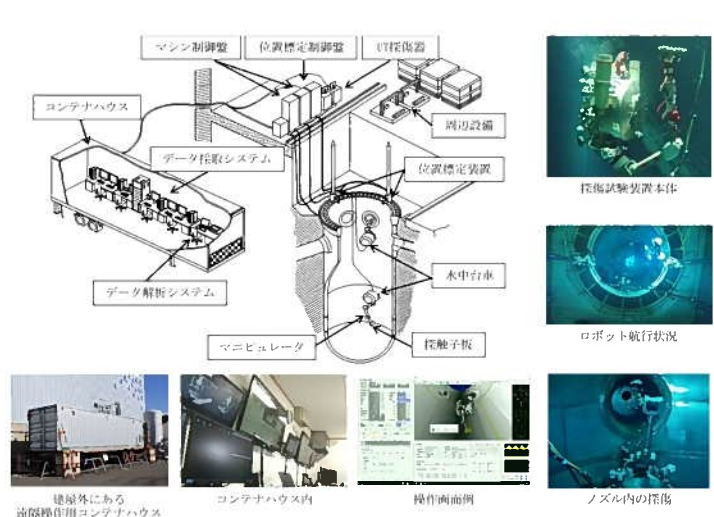 マシン制御盤
位置標定制御盤
UT探傷器
コンテナハウス
周辺設備
データ採取システム
位置標定装置
探傷試験装置本体
水中台車
データ解析システム
マニピュレータ
探触子板
ロボット航行状況
建屋外にある
遠隔操作用コンテナハウス
コンテナハウス内
操作画面例
ノズル内の探傷